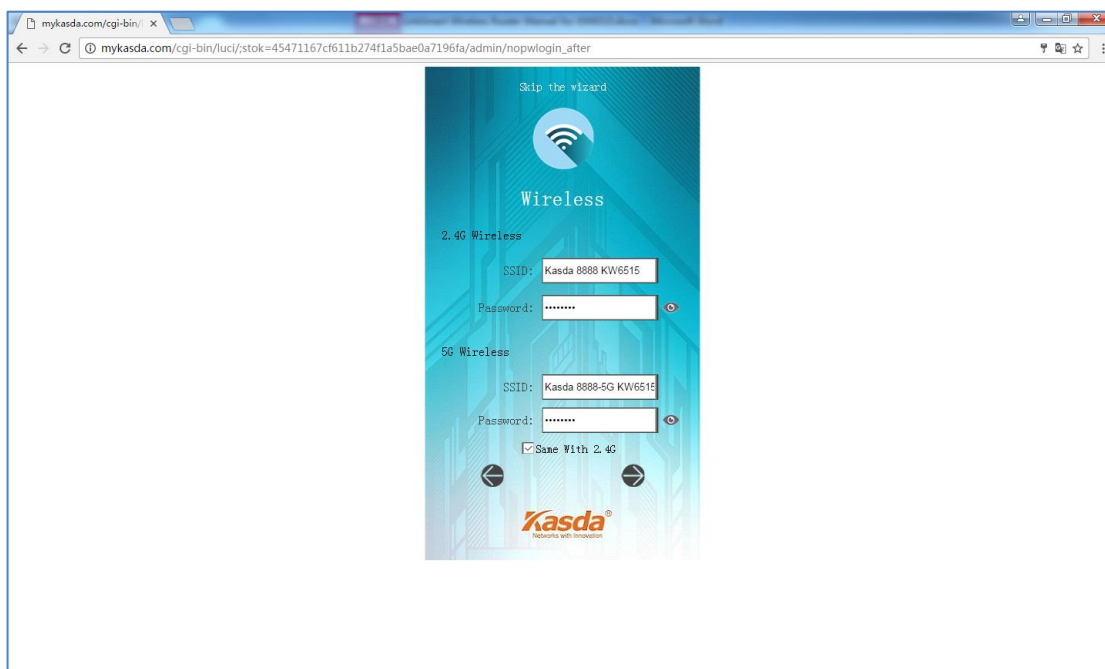 mykasda.com/cgi-bin/l
mykasda.com/cgi-bin/luci/;stok=45471167cf611b274f1a5bae0a7196fa/admin/nopwlogin_after
Skip the wizard
Wireless
2.4G Wireless
SSID: Kasda 8888 KW6515
Password: ••••••••
5G Wireless
SSID: Kasda 8888-5G KW6515
Password: ••••••••
Same With 2.4G
Kasda®
Networks with Innovation